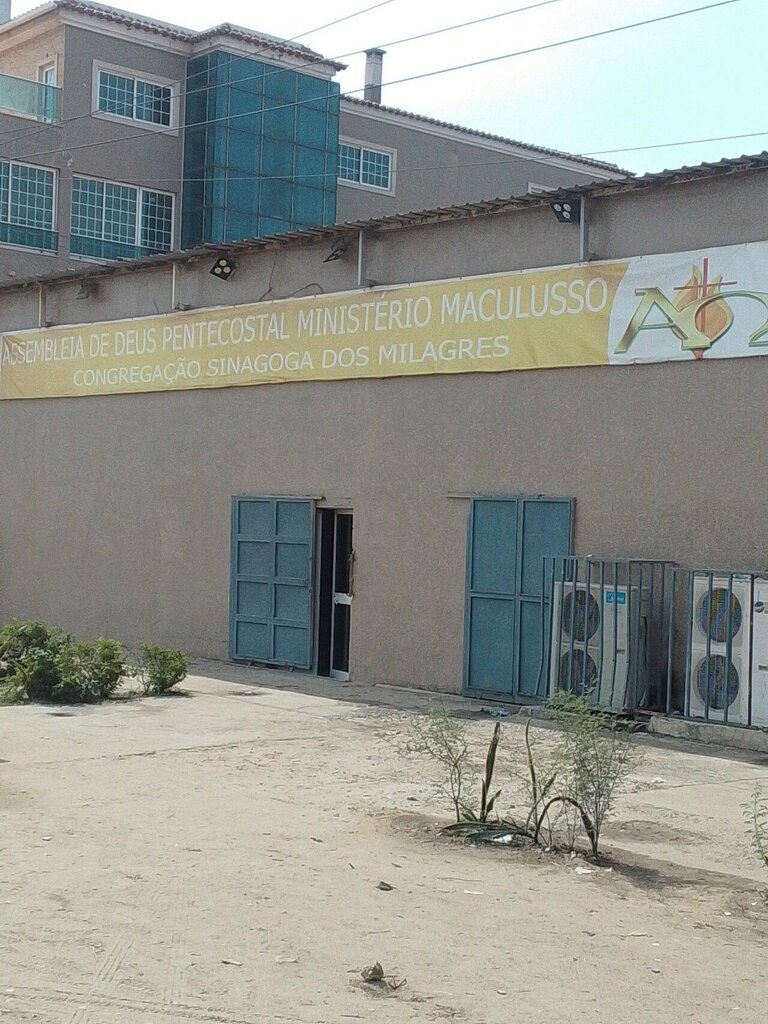 ASSEMBLEIA DE DEUS PENTECOSTAL MINISTÉRIO MACULUSSO
CONGREGAÇÃO SINAGOGA DOS MILAGRES